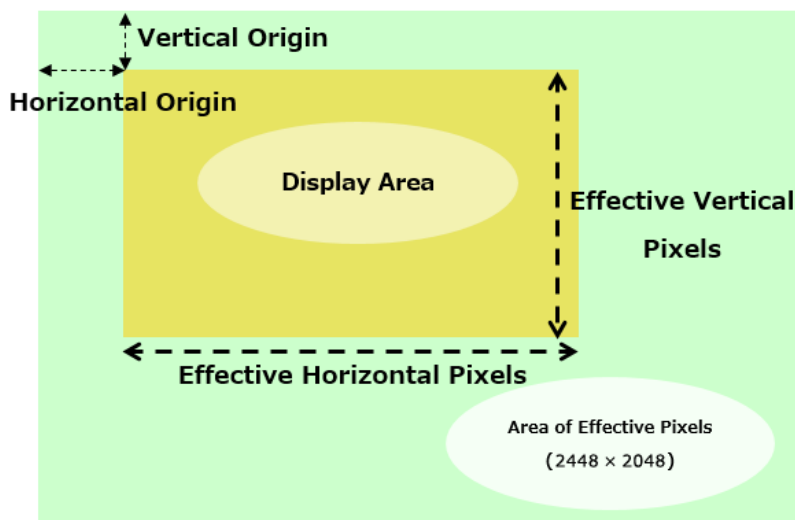 Vertical Origin
Horizontal Origin
Display Area
Effective Vertical
Pixels
Effective Horizontal Pixels
Area of Effective Pixels
(2448 × 2048)